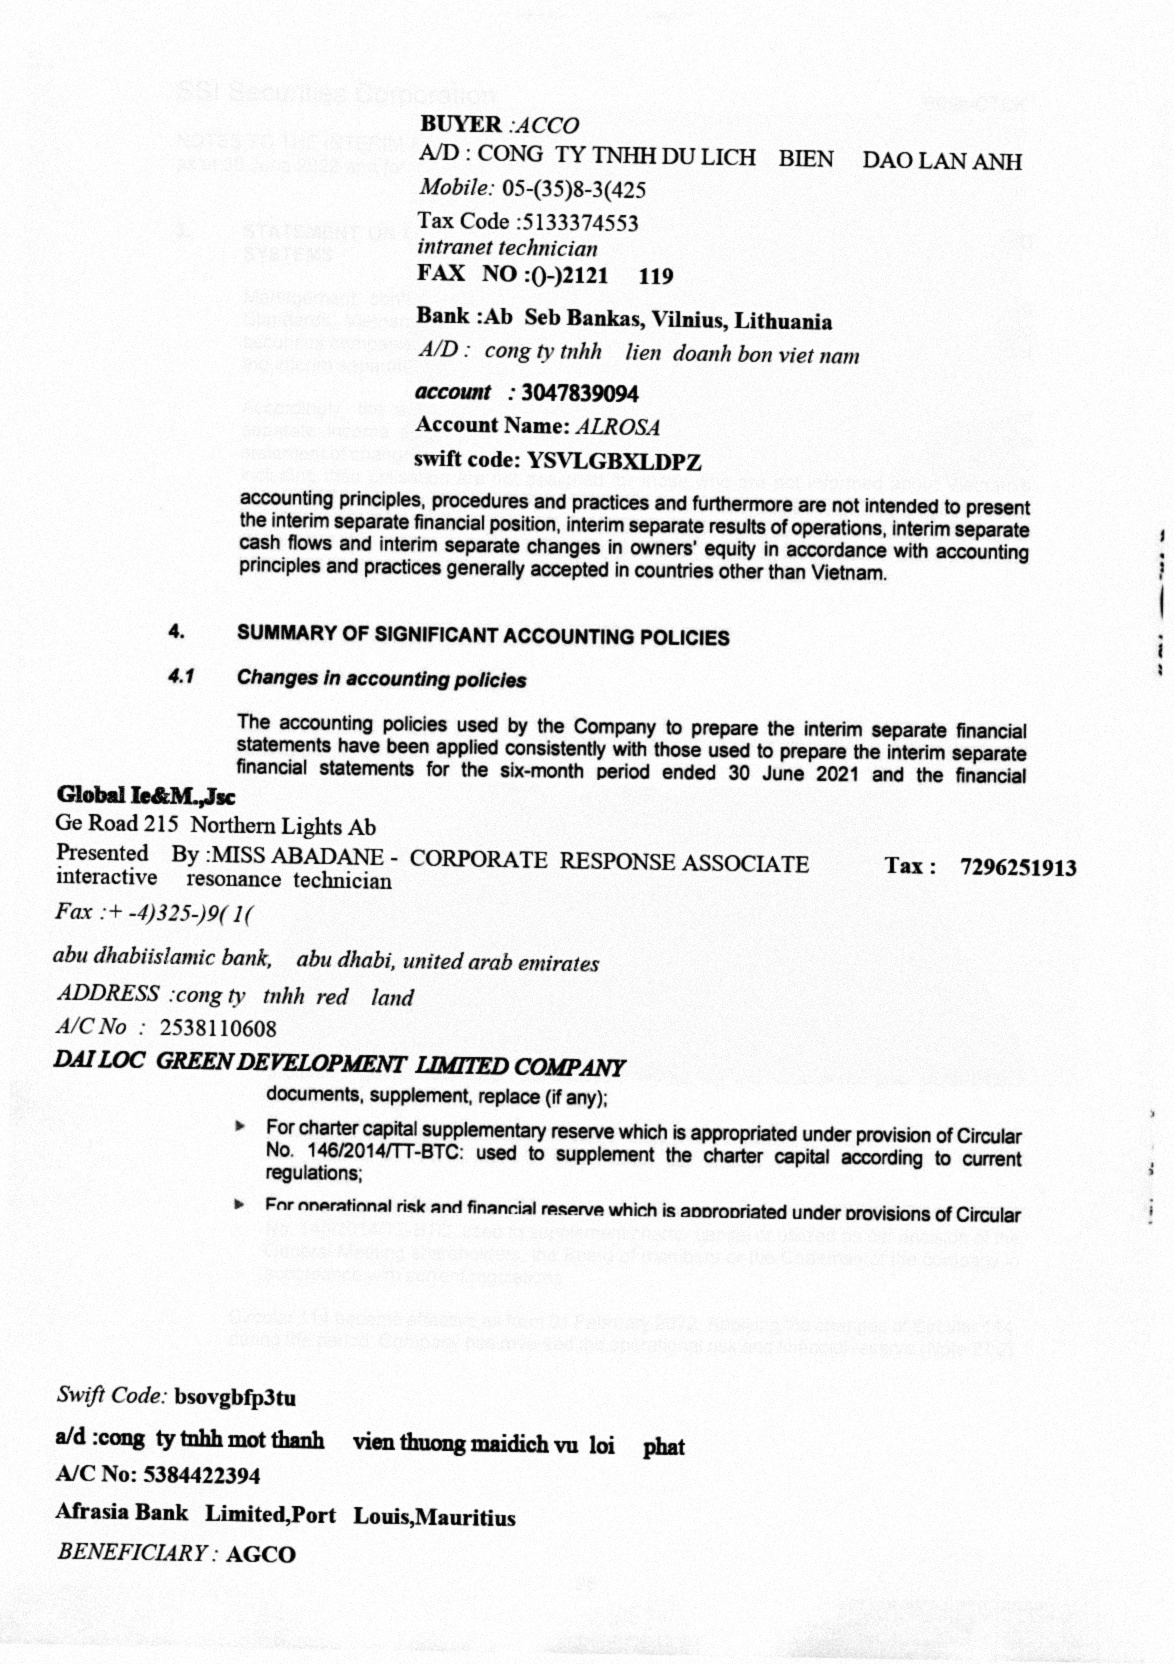 SSI Securities Corporation
BUYER :ACCO
A/D : CONG TY TNHH DU LICH BIEN DAO LAN ANH
Mobile: 05-(35)8-3(425
Tax Code :5133374553
intranet technician
FAX NO :()-)2121 119
Bank :Ab Seb Bankas, Vilnius, Lithuania
A/D : cong ty tnhh lien doanh bon viet nam
account : 3047839094
Account Name: ALROSA
swift code: YSVLGBXLDPZ
accounting principles, procedures and practices and furthermore are not intended to present
the interim separate financial position, interim separate results of operations, interim separate
cash flows and interim separate changes in owners' equity in accordance with accounting
principles and practices generally accepted in countries other than Vietnam.
4. SUMMARY OF SIGNIFICANT ACCOUNTING POLICIES
4.1 Changes in accounting policies
The accounting policies used by the Company to prepare the interim separate financial
statements have been applied consistently with those used to prepare the interim separate
financial statements for the six-month period ended 30 June 2021 and the financial
Global Ie&M.,Jsc
Ge Road 215 Northern Lights Ab
Presented By :MISS ABADANE - CORPORATE RESPONSE ASSOCIATE Tax : 7296251913
interactive resonance technician
Fax :+ -4)325-)9( 1(
abu dhabiislamic bank, abu dhabi, united arab emirates
ADDRESS :cong ty tnhh red land
A/C No : 2538110608
DAI LOC GREEN DEVELOPMENT LIMITED COMPANY
documents, supplement, replace (if any);
► For charter capital supplementary reserve which is appropriated under provision of Circular
No. 146/2014/TT-BTC: used to supplement the charter capital according to current
regulations;
► For operational risk and financial reserve which is appropriated under provisions of Circular
Swift Code: bsovgbfp3tu
a/d :cong ty tnhh mot thanh vien thuong maidich vu loi phat
A/C No: 5384422394
Afrasia Bank Limited,Port Louis,Mauritius
BENEFICIARY : AGCO